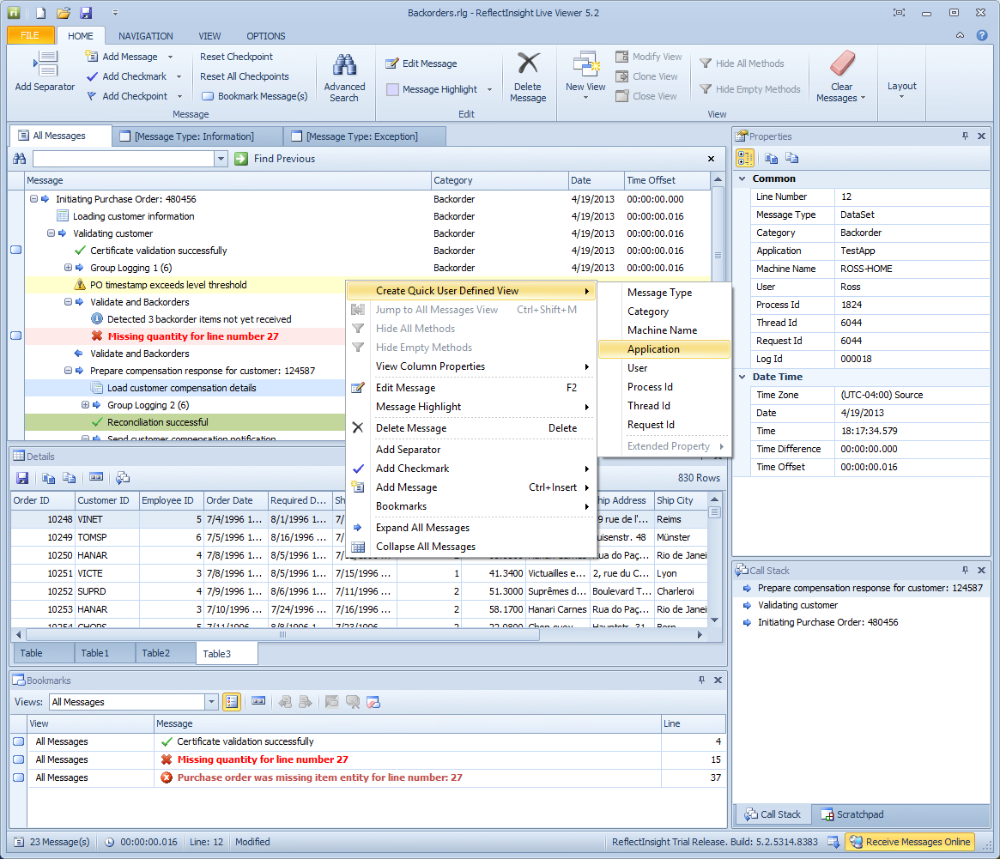 Backorders.rlg - ReflectInsight Live Viewer 5.2
FILE HOME NAVIGATION VIEW OPTIONS
Add Separator
Add Message
Add Checkmark
Add Checkpoint
Reset Checkpoint
Reset All Checkpoints
Bookmark Message(s)
Advanced Search
Message
Edit Message
Message Highlight
Delete Message
Edit
New View
Modify View
Clone View
Close View
Hide All Methods
Hide Empty Methods
Clear Messages
View
Layout
All Messages [Message Type: Information] [Message Type: Exception]
Find Previous
Message Category Date Time Offset
Initiating Purchase Order: 480456 Backorder 4/19/2013 00:00:00.000
Loading customer information Backorder 4/19/2013 00:00:00.016
Validating customer Backorder 4/19/2013 00:00:00.016
Certificate validation successfully Backorder 4/19/2013 00:00:00.016
Group Logging 1 (6) Backorder 4/19/2013 00:00:00.016
PO timestamp exceeds level threshold
Validate and Backorders
Detected 3 backorder items not yet received
Missing quantity for line number 27
Validate and Backorders
Prepare compensation response for customer: 124587
Load customer compensation details
Group Logging 2 (6)
Reconciliation successful
Send customer compensation notification
Create Quick User Defined View
Jump to All Messages View Ctrl+Shift+M
Hide All Methods
Hide Empty Methods
View Column Properties
Edit Message F2
Message Highlight
Delete Message Delete
Add Separator
Add Checkmark
Add Message Ctrl+Insert
Bookmarks
Expand All Messages
Collapse All Messages
Message Type
Category
Machine Name
Application
User
Process Id
Thread Id
Request Id
Extended Property
Details
830 Rows
Order ID Customer ID Employee ID Order Date Required D... Sh hip Address Ship City
10248 VINET 5 7/4/1996 1... 8/1/1996 1... 7/ 9 rue de l'... Reims
10249 TOMSP 6 7/5/1996 1... 8/16/1996 ... 7/ uisenstr. 48 Münster
10250 HANAR 4 7/8/1996 1... 8/5/1996 1... Rua do Paç... Rio de Janei
10251 VICTE 3 7/8/1996 1... 8/5/1996 1... 7/15/1996 ... 1 41.3400 Victuailles e... 2, rue du C... Lyon
10252 SUPRD 4 7/9/1996 1... 8/6/1996 1... 7/11/1996 ... 2 51.3000 Suprêmes d... Boulevard T... Charleroi
10253 HANAR 3 7/10/1996 ... 7/24/1996 ... 7/16/1996 ... 2 58.1700 Hanari Carnes Rua do Paç... Rio de Janei
10254 CHOPS 5 7/11/1996 ... 8/8/1996 1... 7/23/1996 ... 2 22.9800 Chop-suey ... Hauptstr. 31 Bern
Table Table1 Table2 Table3
Bookmarks
Views: All Messages
View Message Line
All Messages Certificate validation successfully 4
All Messages Missing quantity for line number 27 15
All Messages Purchase order was missing item entity for line number: 27 37
Properties
Common
Line Number 12
Message Type DataSet
Category Backorder
Application TestApp
Machine Name ROSS-HOME
User Ross
Process Id 1824
Thread Id 6044
Request Id 6044
Log Id 000018
Date Time
Time Zone (UTC-04:00) Source
Date 4/19/2013
Time 18:17:34.579
Time Difference 00:00:00.000
Time Offset 00:00:00.016
Call Stack
Prepare compensation response for customer: 124587
Validating customer
Initiating Purchase Order: 480456
Call Stack Scratchpad
23 Message(s) 00:00:00.016 Line: 12 Modified
ReflectInsight Trial Release. Build: 5.2.5314.8383 Receive Messages Online